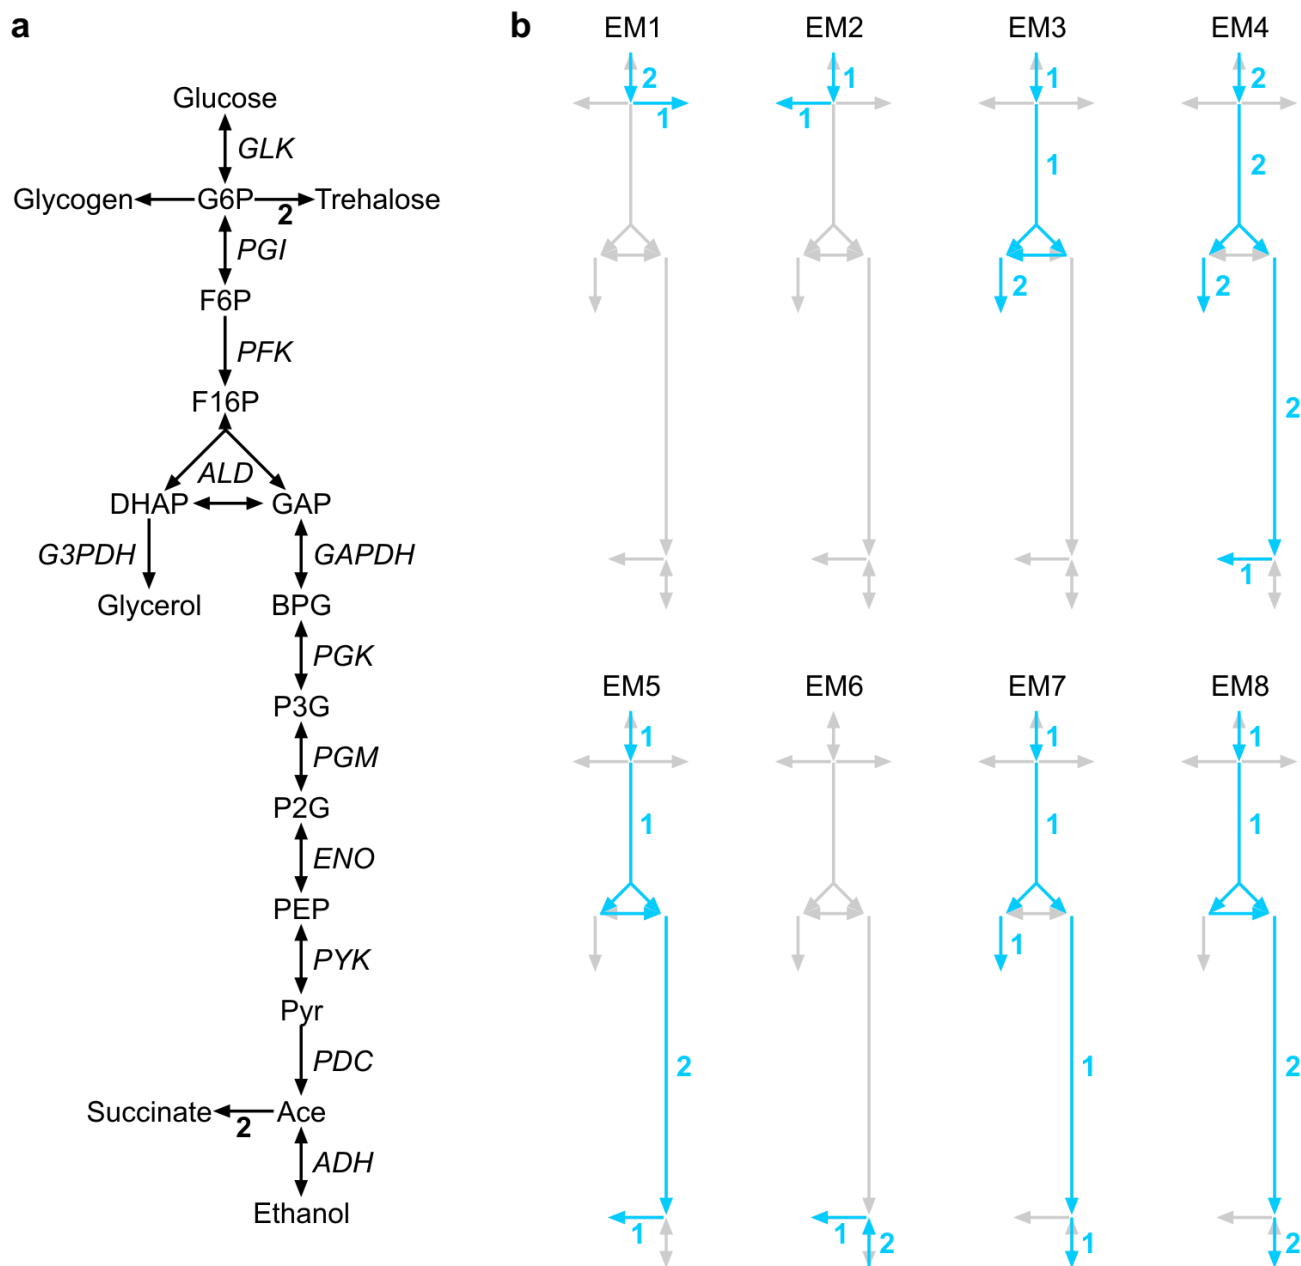 a
Glucose
GLK
Glycogen G6P Trehalose
2
PGI
F6P
PFK
F16P
ALD
DHAP GAP
G3PDH GAPDH
Glycerol BPG
PGK
P3G
PGM
P2G
ENO
PEP
PYK
Pyr
PDC
Succinate Ace
2
ADH
Ethanol
b
EM1 EM2 EM3 EM4
2 1 1 2
1 1
1 2
2 2
2
1
EM5 EM6 EM7 EM8
1 1 1
1 1 1
1
2 1 2
1 1 2 1 2